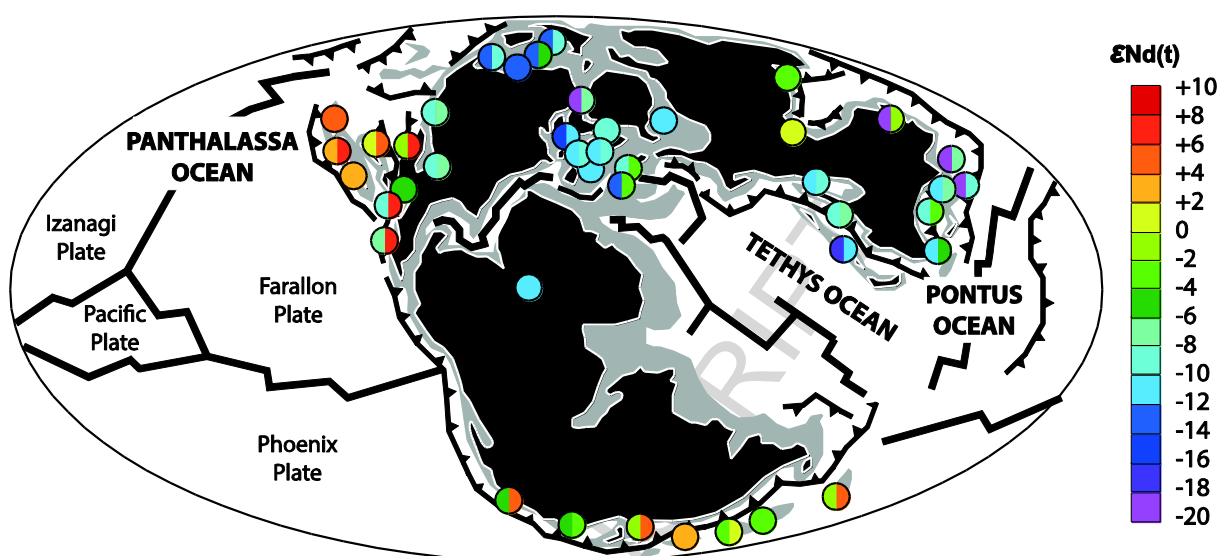 εNd(t)
+10
+8
+6
+4
+2
0
-2
-4
-6
-8
-10
-12
-14
-16
-18
-20
PANTHALASSA
OCEAN
Izanagi
Plate
Pacific
Plate
Farallon
Plate
Phoenix
Plate
TETHYS OCEAN
PONTUS
OCEAN